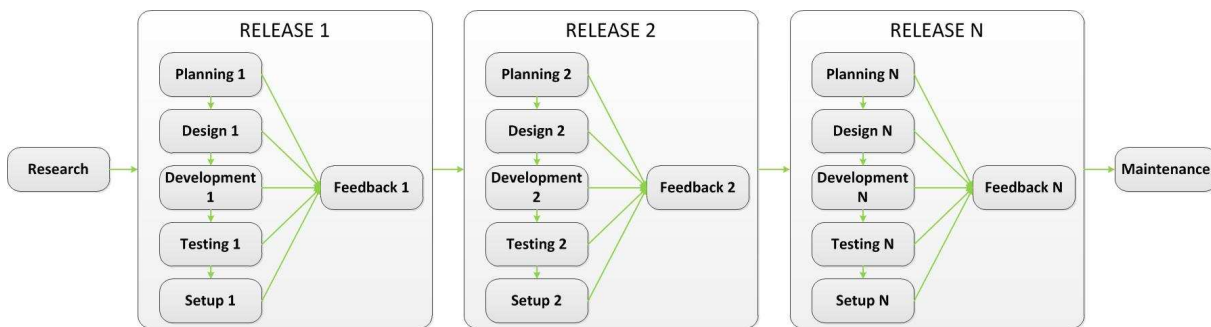 Research
RELEASE 1
Planning 1
Design 1
Development
1
Testing 1
Setup 1
Feedback 1
RELEASE 2
Planning 2
Design 2
Development
2
Testing 2
Setup 2
Feedback 2
RELEASE N
Planning N
Design N
Development
N
Testing N
Setup N
Feedback N
Maintenance